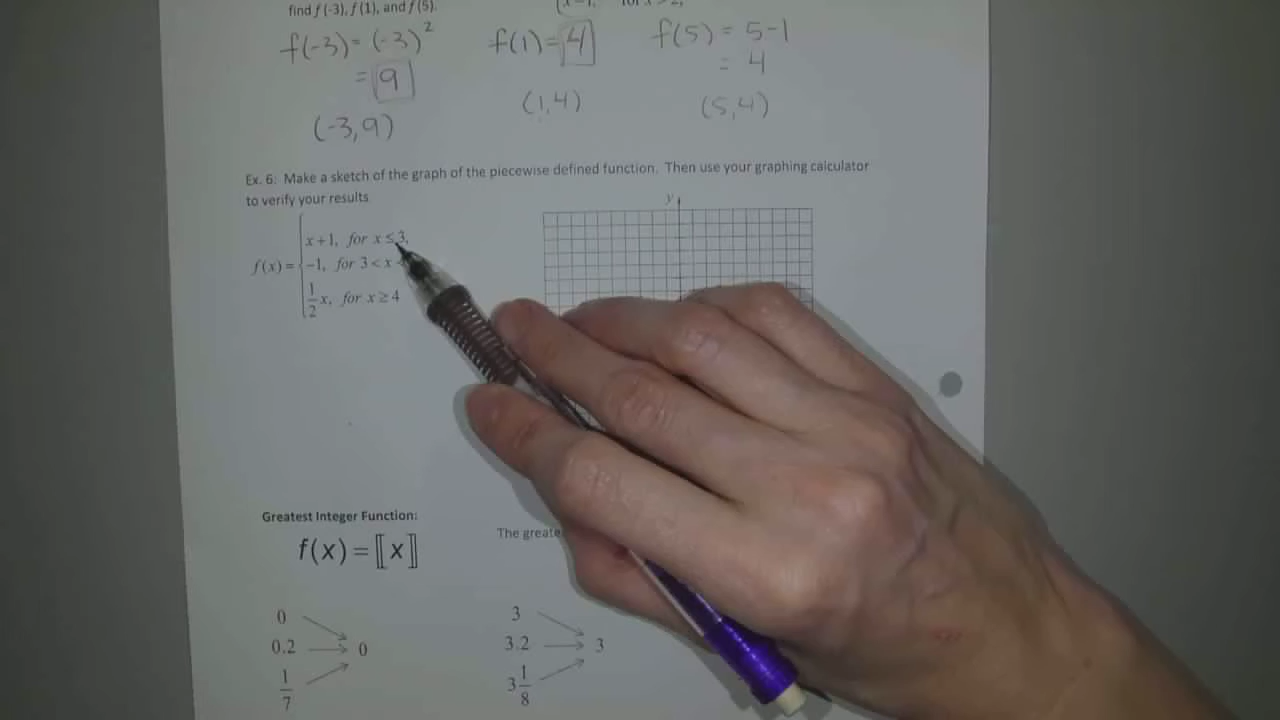 find f(-3), f(1), and f(5).
for x > 2,
f(-3) = (-3)² f(1) = 4 f(5) = 5-1
= 9 = 4
(-3,9) (1,4) (5,4)
Ex. 6: Make a sketch of the graph of the piecewise defined function. Then use your graphing calculator
to verify your results.
y
x+1, for x ≤ 3,
f(x) = { -1, for 3 < x
1/2 x, for x ≥ 4
Greatest Integer Function:
f(x) = ⟦x⟧ The
0 3
0.2 0 3.2 3
1/7 3 1/8